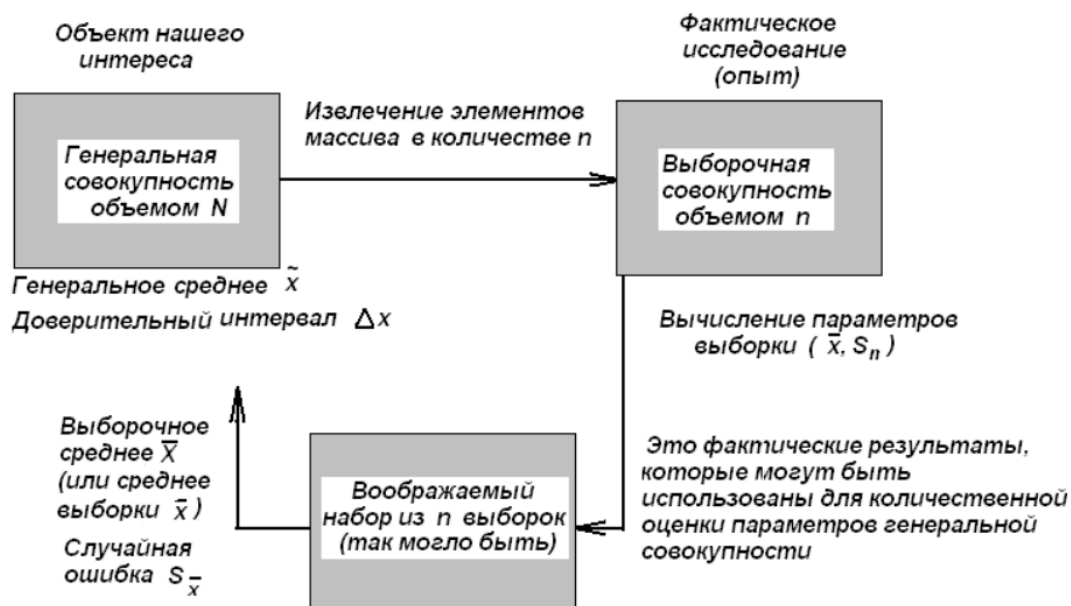 Объект нашего
интереса
Фактическое
исследование
(опыт)
Извлечение элементов
массива в количестве n
Генеральная
совокупность
объемом N
Выборочная
совокупность
объемом n
Генеральное среднее x̃
Доверительный интервал Δx
Вычисление параметров
выборки ( x̄, Sₙ )
Выборочное
среднее X̄
(или среднее
выборки x̄ )
Случайная
ошибка S x̄
Воображаемый
набор из n выборок
(так могло быть)
Это фактические результаты,
которые могут быть
использованы для количественной
оценки параметров генеральной
совокупности